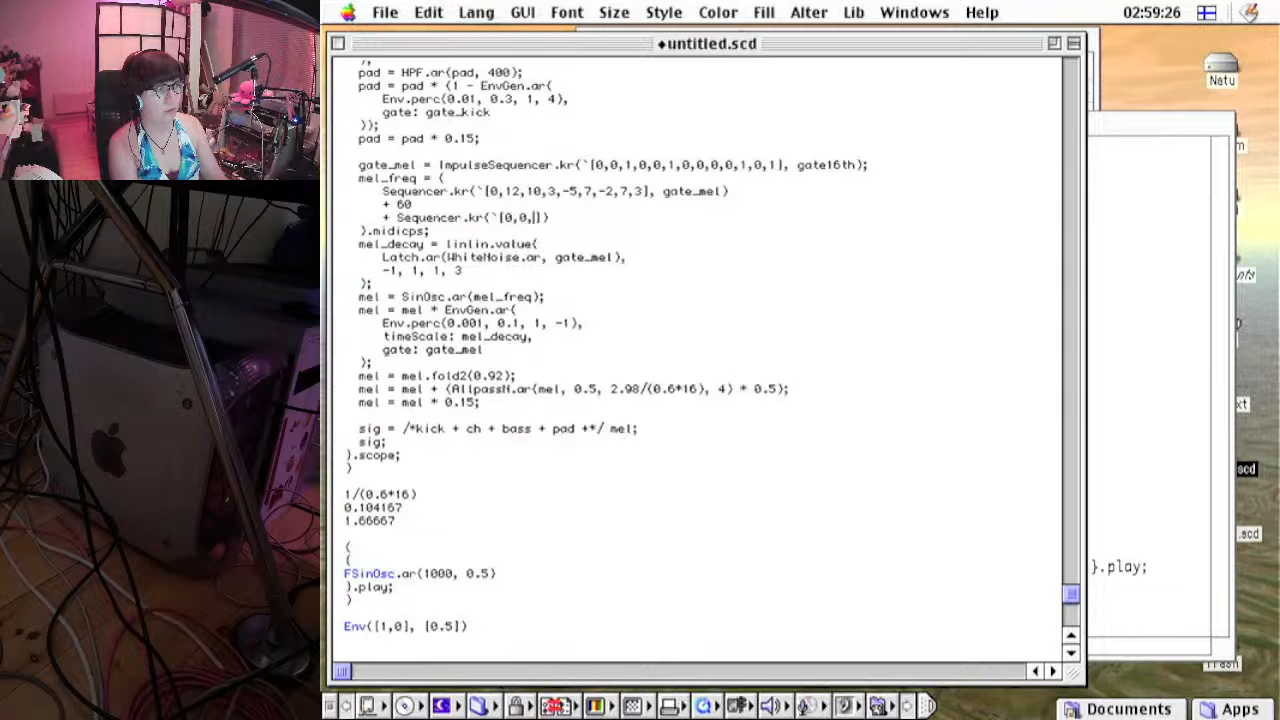 File Edit Lang GUI Font Size Style Color Fill Alter Lib Windows Help 02:59:26
◆untitled.scd
pad = HPF.ar(pad, 400);
pad = pad * (1 - EnvGen.ar(
Env.perc(0.01, 0.3, 1, 4),
gate: gate_kick
));
pad = pad * 0.15;
gate_mel = ImpulseSequencer.kr(`[0,0,1,0,0,1,0,0,0,0,1,0,1], gate16th);
mel_freq = (
Sequencer.kr(`[0,12,10,3,-5,7,-2,7,3], gate_mel)
+ 60
+ Sequencer.kr(`[0,0,])
).midicps;
mel_decay = linlin.value(
Latch.ar(WhiteNoise.ar, gate_mel),
-1, 1, 1, 3
);
mel = SinOsc.ar(mel_freq);
mel = mel * EnvGen.ar(
Env.perc(0.001, 0.1, 1, -1),
timeScale: mel_decay,
gate: gate_mel
);
mel = mel.fold2(0.92);
mel = mel + (AllpassN.ar(mel, 0.5, 2.98/(0.6*16), 4) * 0.5);
mel = mel * 0.15;
sig = /*kick + ch + bass + pad +*/ mel;
sig;
}.scope;
)
1/(0.6*16)
0.104167
1.66667
(
{
FSinOsc.ar(1000, 0.5)
}.play;
)
Env([1,0], [0.5])
}.play;
Natu
xt
scd
.scd
Trash
Documents
Apps